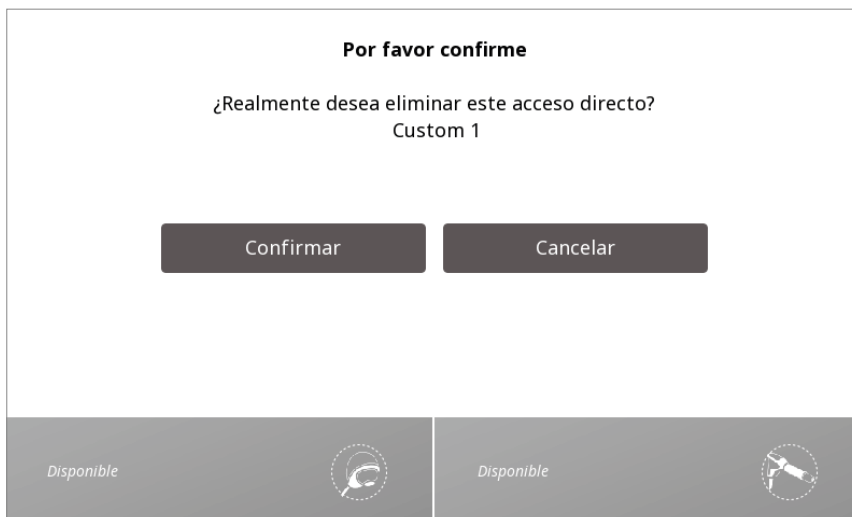 Por favor confirme
¿Realmente desea eliminar este acceso directo?
Custom 1
Confirmar
Cancelar
Disponible
Disponible